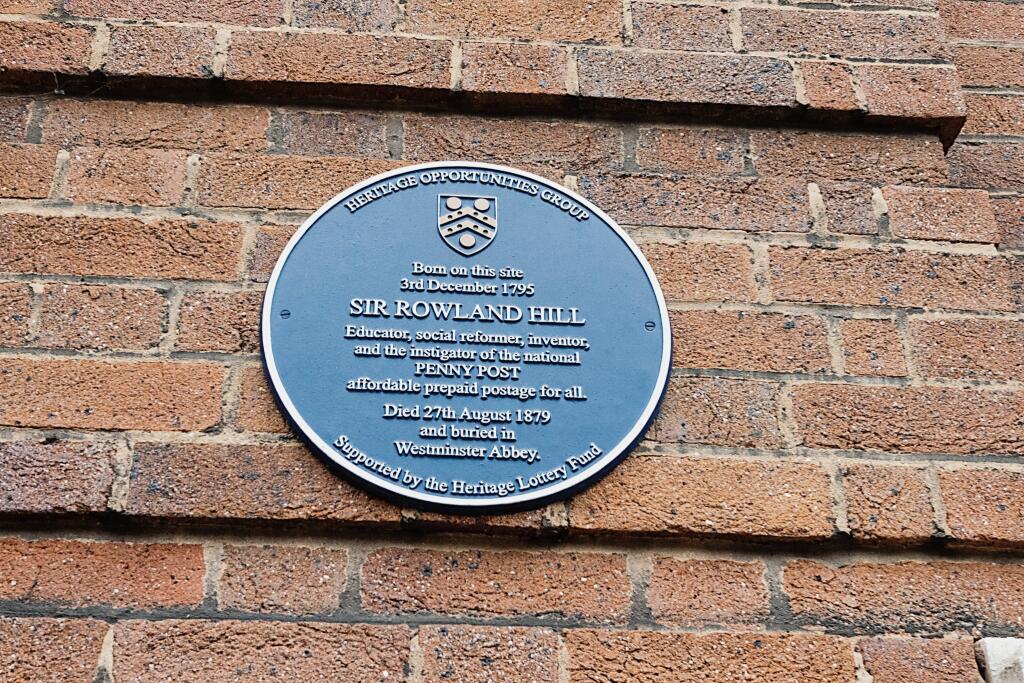 HERITAGE OPPORTUNITIES GROUP
Born on this site
3rd December 1795
SIR ROWLAND HILL
Educator, social reformer, inventor,
and the instigator of the national
PENNY POST
affordable prepaid postage for all.
Died 27th August 1879
and buried in
Westminster Abbey.
Supported by the Heritage Lottery Fund